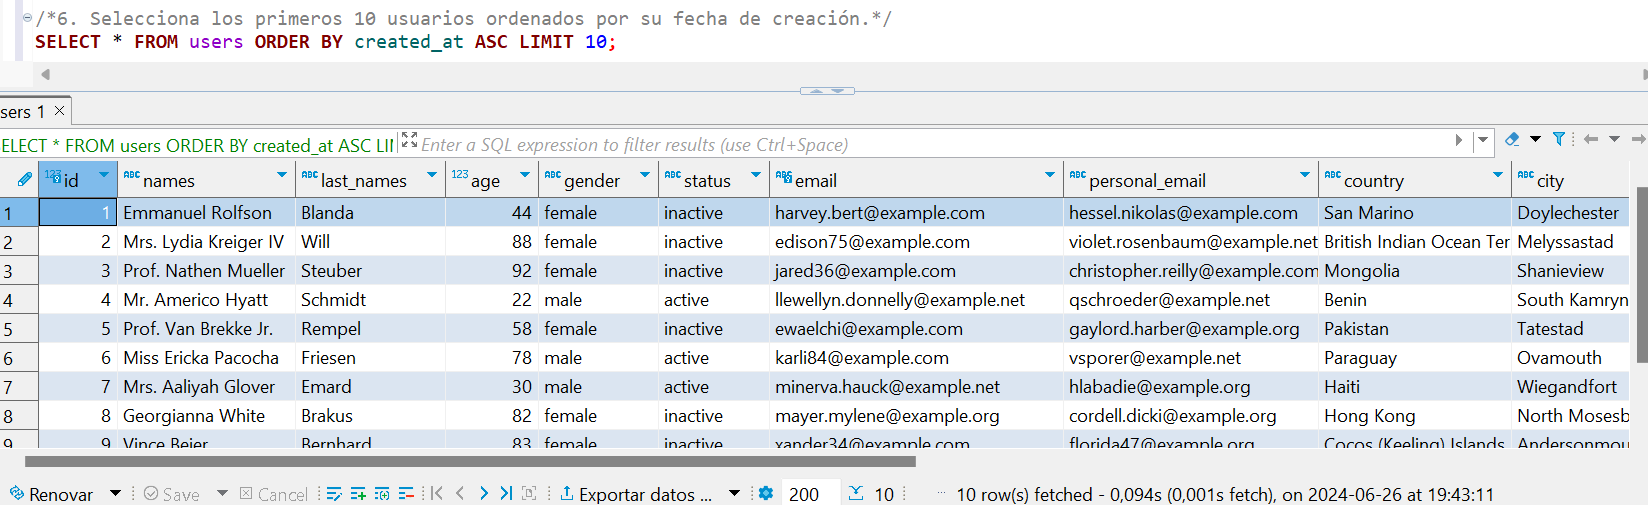 /*6. Selecciona los primeros 10 usuarios ordenados por su fecha de creación.*/
SELECT * FROM users ORDER BY created_at ASC LIMIT 10;
sers 1
ELECT * FROM users ORDER BY created_at ASC LI Enter a SQL expression to filter results (use Ctrl+Space)
123 id ABC names ABC last_names 123 age ABC gender ABC status ABC email ABC personal_email ABC country ABC city
1 1 Emmanuel Rolfson Blanda 44 female inactive harvey.bert@example.com hessel.nikolas@example.com San Marino Doylechester
2 2 Mrs. Lydia Kreiger IV Will 88 female inactive edison75@example.com violet.rosenbaum@example.net British Indian Ocean Ter Melyssastad
3 3 Prof. Nathen Mueller Steuber 92 female inactive jared36@example.com christopher.reilly@example.com Mongolia Shanieview
4 4 Mr. Americo Hyatt Schmidt 22 male active llewellyn.donnelly@example.net qschroeder@example.net Benin South Kamryn
5 5 Prof. Van Brekke Jr. Rempel 58 female inactive ewaelchi@example.com gaylord.harber@example.org Pakistan Tatestad
6 6 Miss Ericka Pacocha Friesen 78 male active karli84@example.com vsporer@example.net Paraguay Ovamouth
7 7 Mrs. Aaliyah Glover Emard 30 male active minerva.hauck@example.net hlabadie@example.org Haiti Wiegandfort
8 8 Georgianna White Brakus 82 female inactive mayer.mylene@example.org cordell.dicki@example.org Hong Kong North Mosesb
9 9 Vince Beier Bernhard 83 female inactive xander34@example.com florida47@example.org Cocos (Keeling) Islands Andersonmou
Renovar Save Cancel Exportar datos ... 200 10 10 row(s) fetched - 0,094s (0,001s fetch), on 2024-06-26 at 19:43:11